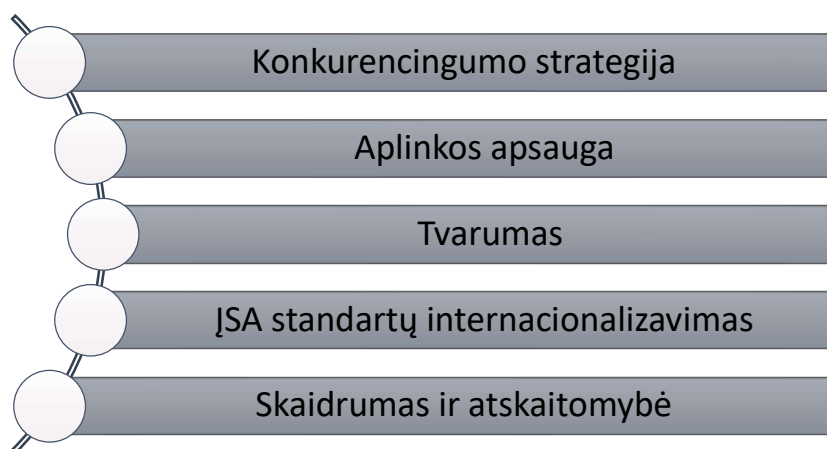 Konkurencingumo strategija
Aplinkos apsauga
Tvarumas
ĮSA standartų internacionalizavimas
Skaidrumas ir atskaitomybė